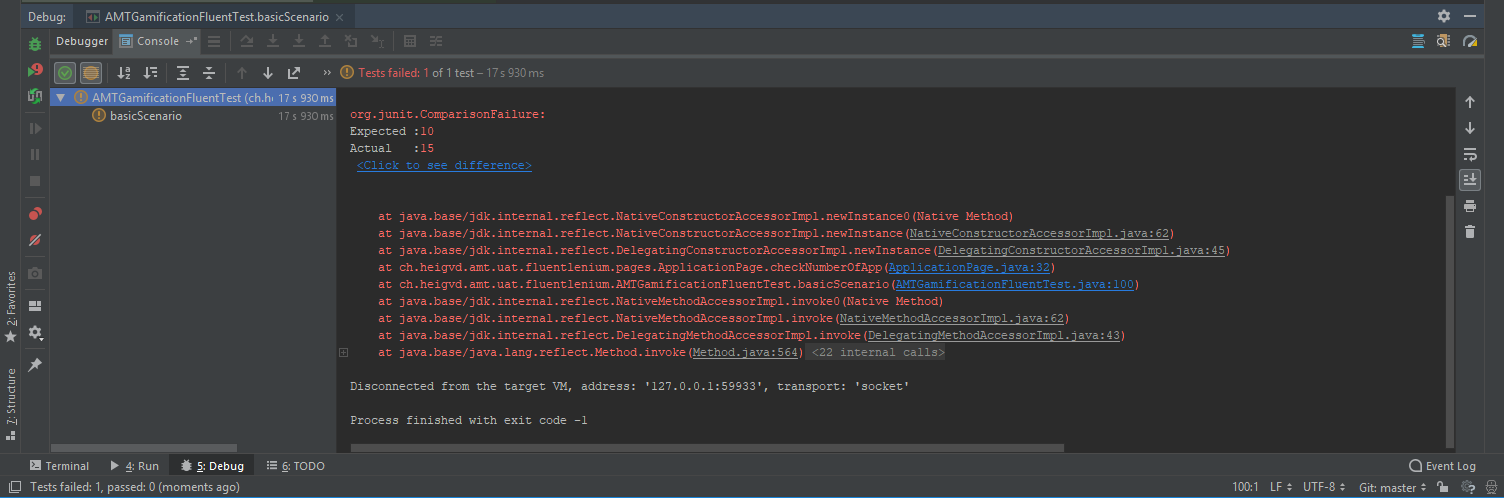 Debug: AMTGamificationFluentTest.basicScenario
Debugger Console
Tests failed: 1 of 1 test – 17 s 930 ms
AMTGamificationFluentTest (ch.h 17 s 930 ms
basicScenario 17 s 930 ms
org.junit.ComparisonFailure:
Expected :10
Actual :15
<Click to see difference>
at java.base/jdk.internal.reflect.NativeConstructorAccessorImpl.newInstance0(Native Method)
at java.base/jdk.internal.reflect.NativeConstructorAccessorImpl.newInstance(NativeConstructorAccessorImpl.java:62)
at java.base/jdk.internal.reflect.DelegatingConstructorAccessorImpl.newInstance(DelegatingConstructorAccessorImpl.java:45)
at ch.heigvd.amt.uat.fluentlenium.pages.ApplicationPage.checkNumberOfApp(ApplicationPage.java:32)
at ch.heigvd.amt.uat.fluentlenium.AMTGamificationFluentTest.basicScenario(AMTGamificationFluentTest.java:100)
at java.base/jdk.internal.reflect.NativeMethodAccessorImpl.invoke0(Native Method)
at java.base/jdk.internal.reflect.NativeMethodAccessorImpl.invoke(NativeMethodAccessorImpl.java:62)
at java.base/jdk.internal.reflect.DelegatingMethodAccessorImpl.invoke(DelegatingMethodAccessorImpl.java:43)
at java.base/java.lang.reflect.Method.invoke(Method.java:564) <22 internal calls>
Disconnected from the target VM, address: '127.0.0.1:59933', transport: 'socket'
Process finished with exit code -1
2: Favorites
7: Structure
Terminal 4: Run 5: Debug 6: TODO Event Log
Tests failed: 1, passed: 0 (moments ago) 100:1 LF UTF-8 Git: master